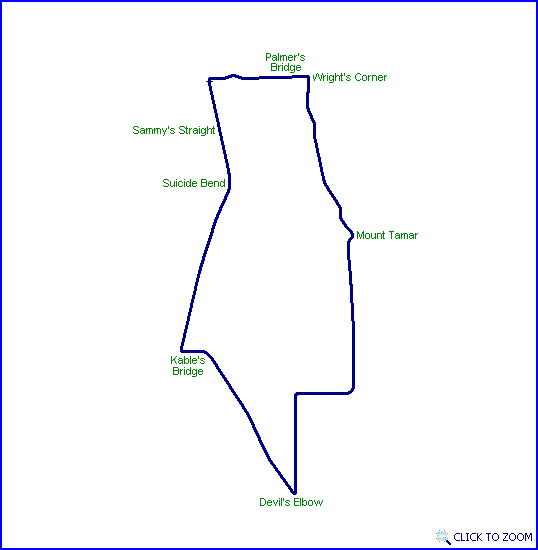 Palmer's
Bridge
Wright's Corner
Sammy's Straight
Suicide Bend
Mount Tamar
Kable's
Bridge
Devil's Elbow
CLICK TO ZOOM